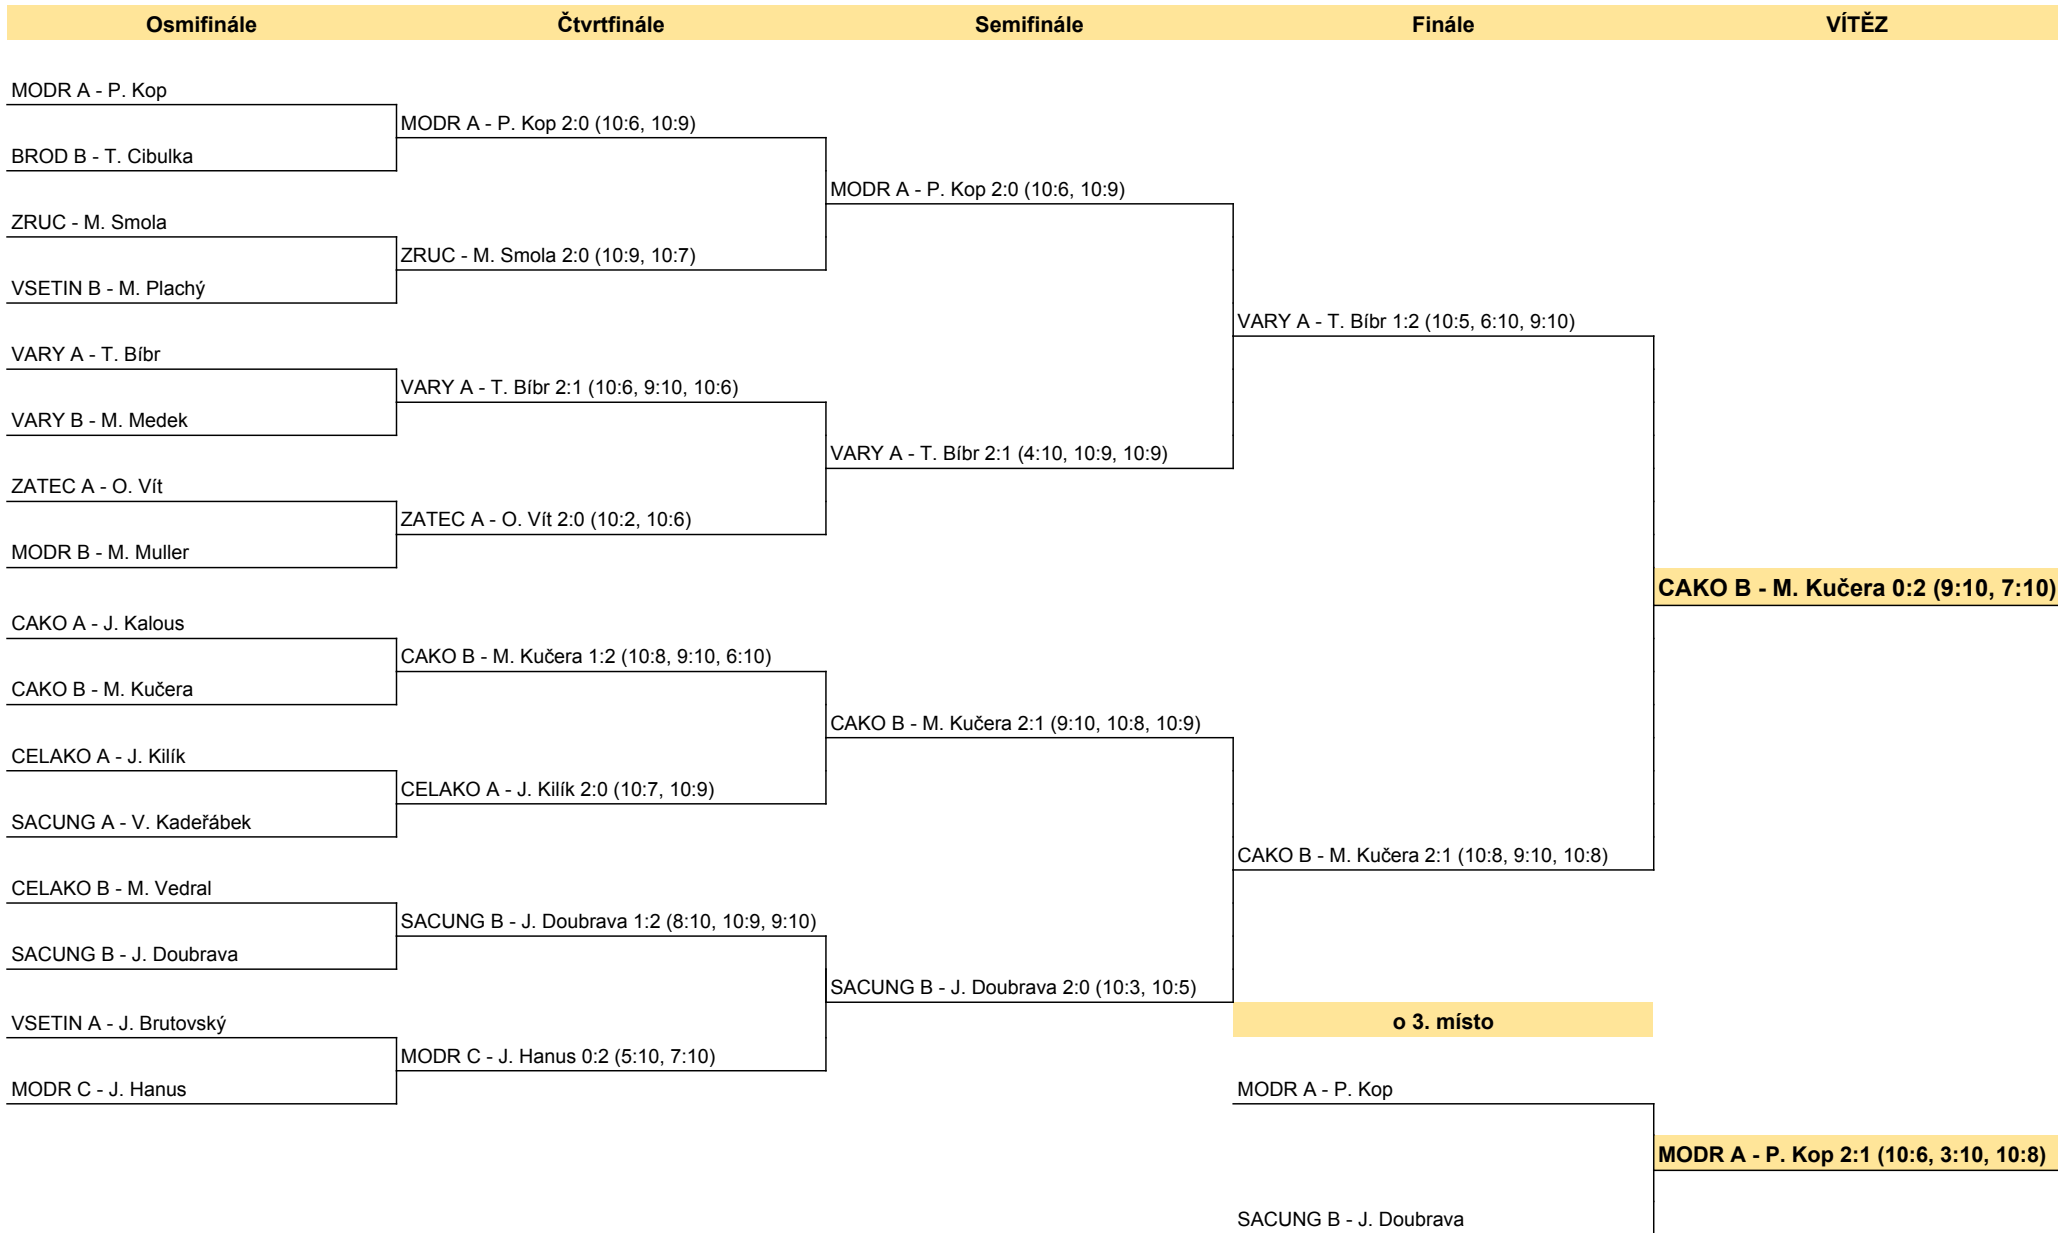 Osmifinále Čtvrtfinále Semifinále Finále VÍTĚZ
MODR A - P. Kop
MODR A - P. Kop 2:0 (10:6, 10:9)
BROD B - T. Cibulka
MODR A - P. Kop 2:0 (10:6, 10:9)
ZRUC - M. Smola
ZRUC - M. Smola 2:0 (10:9, 10:7)
VSETIN B - M. Plachý
VARY A - T. Bíbr 1:2 (10:5, 6:10, 9:10)
VARY A - T. Bíbr
VARY A - T. Bíbr 2:1 (10:6, 9:10, 10:6)
VARY B - M. Medek
VARY A - T. Bíbr 2:1 (4:10, 10:9, 10:9)
ZATEC A - O. Vít
ZATEC A - O. Vít 2:0 (10:2, 10:6)
MODR B - M. Muller
CAKO B - M. Kučera 0:2 (9:10, 7:10)
CAKO A - J. Kalous
CAKO B - M. Kučera 1:2 (10:8, 9:10, 6:10)
CAKO B - M. Kučera
CAKO B - M. Kučera 2:1 (9:10, 10:8, 10:9)
CELAKO A - J. Kilík
CELAKO A - J. Kilík 2:0 (10:7, 10:9)
SACUNG A - V. Kadeřábek
CAKO B - M. Kučera 2:1 (10:8, 9:10, 10:8)
CELAKO B - M. Vedral
SACUNG B - J. Doubrava 1:2 (8:10, 10:9, 9:10)
SACUNG B - J. Doubrava
SACUNG B - J. Doubrava 2:0 (10:3, 10:5)
VSETIN A - J. Brutovský
o 3. místo
MODR C - J. Hanus 0:2 (5:10, 7:10)
MODR C - J. Hanus
MODR A - P. Kop
MODR A - P. Kop 2:1 (10:6, 3:10, 10:8)
SACUNG B - J. Doubrava